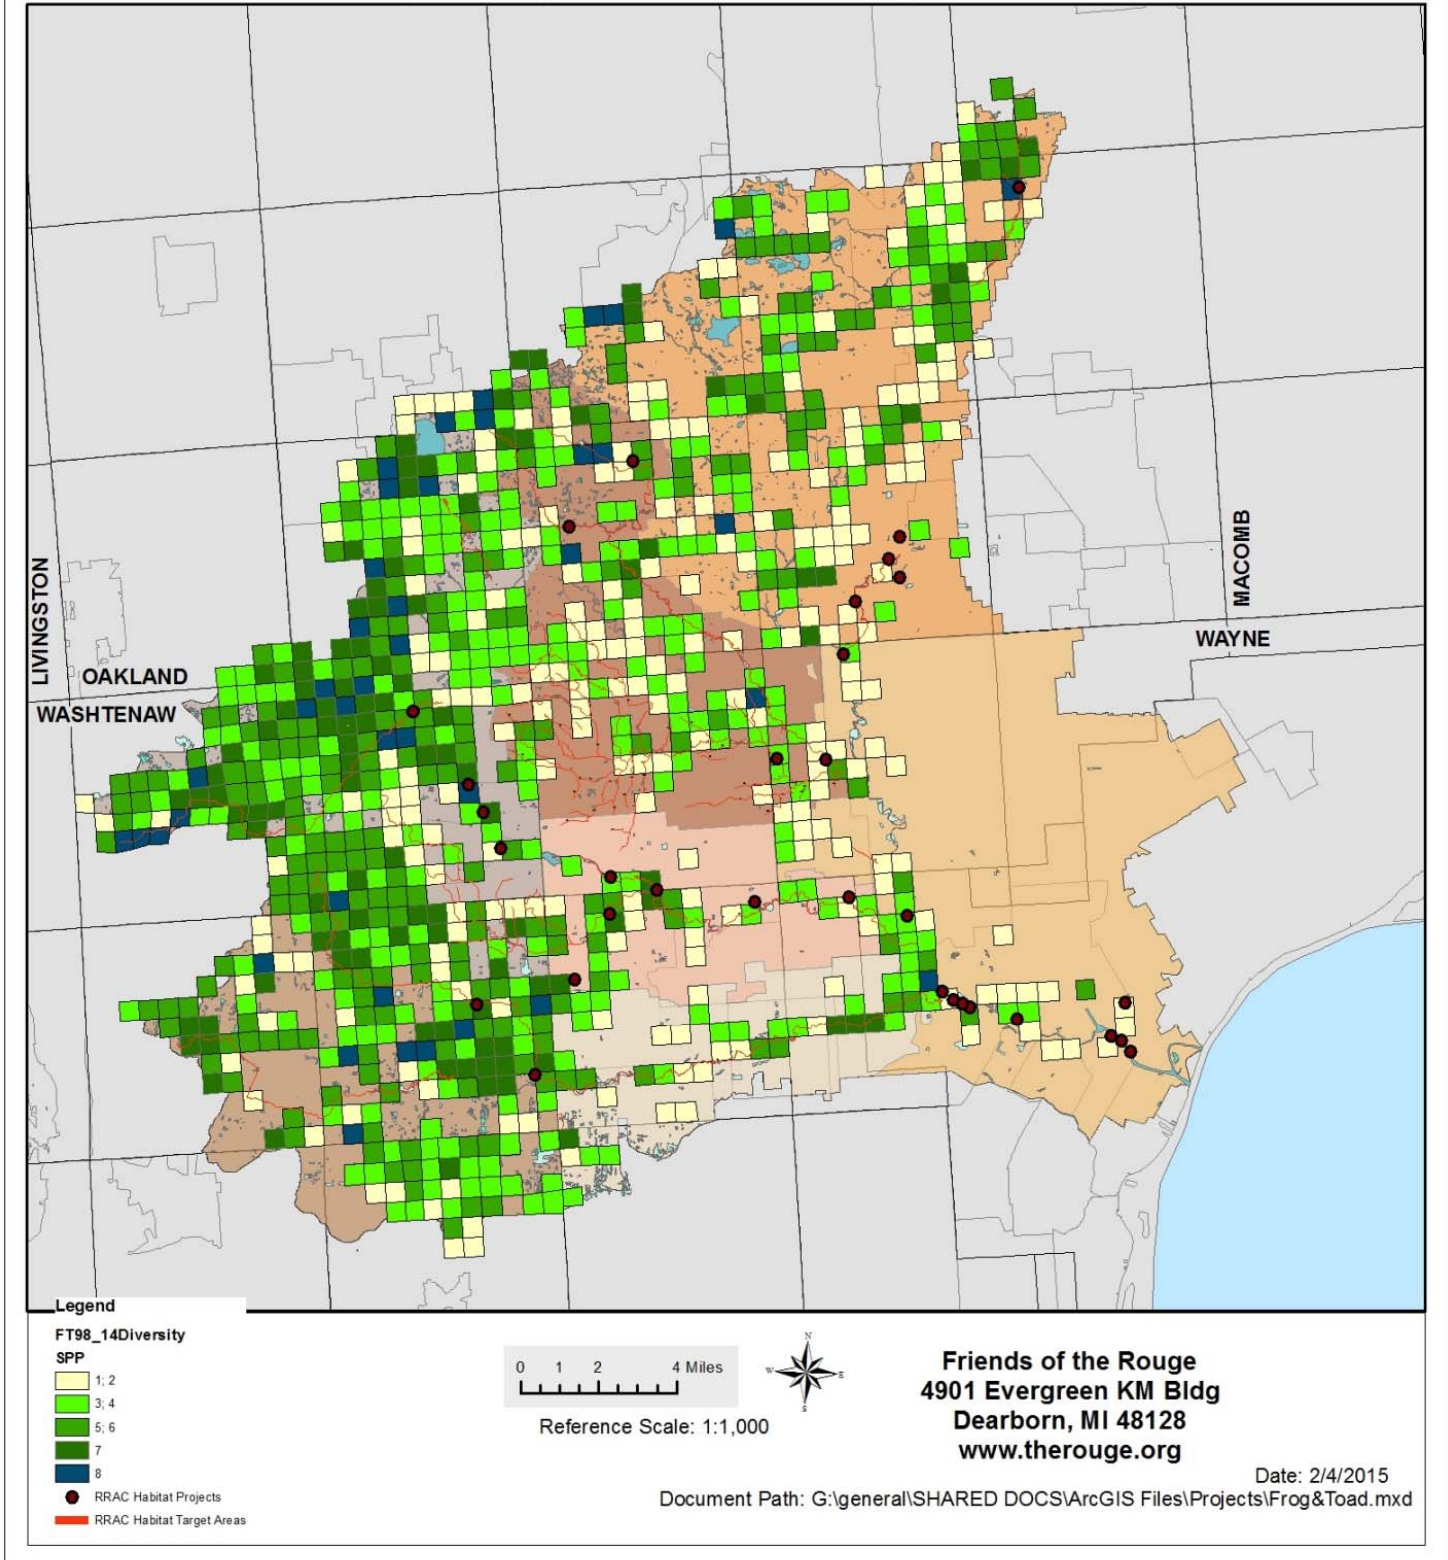 MACOMB
WAYNE
LIVINGSTON
OAKLAND
WASHTENAW
Legend
FT98_14Diversity
SPP
1; 2
3; 4
5; 6
7
8
RRAC Habitat Projects
RRAC Habitat Target Areas
0 1 2 4 Miles
Reference Scale: 1:1,000
N
W E
S
Friends of the Rouge
4901 Evergreen KM Bldg
Dearborn, MI 48128
www.therouge.org
Date: 2/4/2015
Document Path: G:\general\SHARED DOCS\ArcGIS Files\Projects\Frog&Toad.mxd